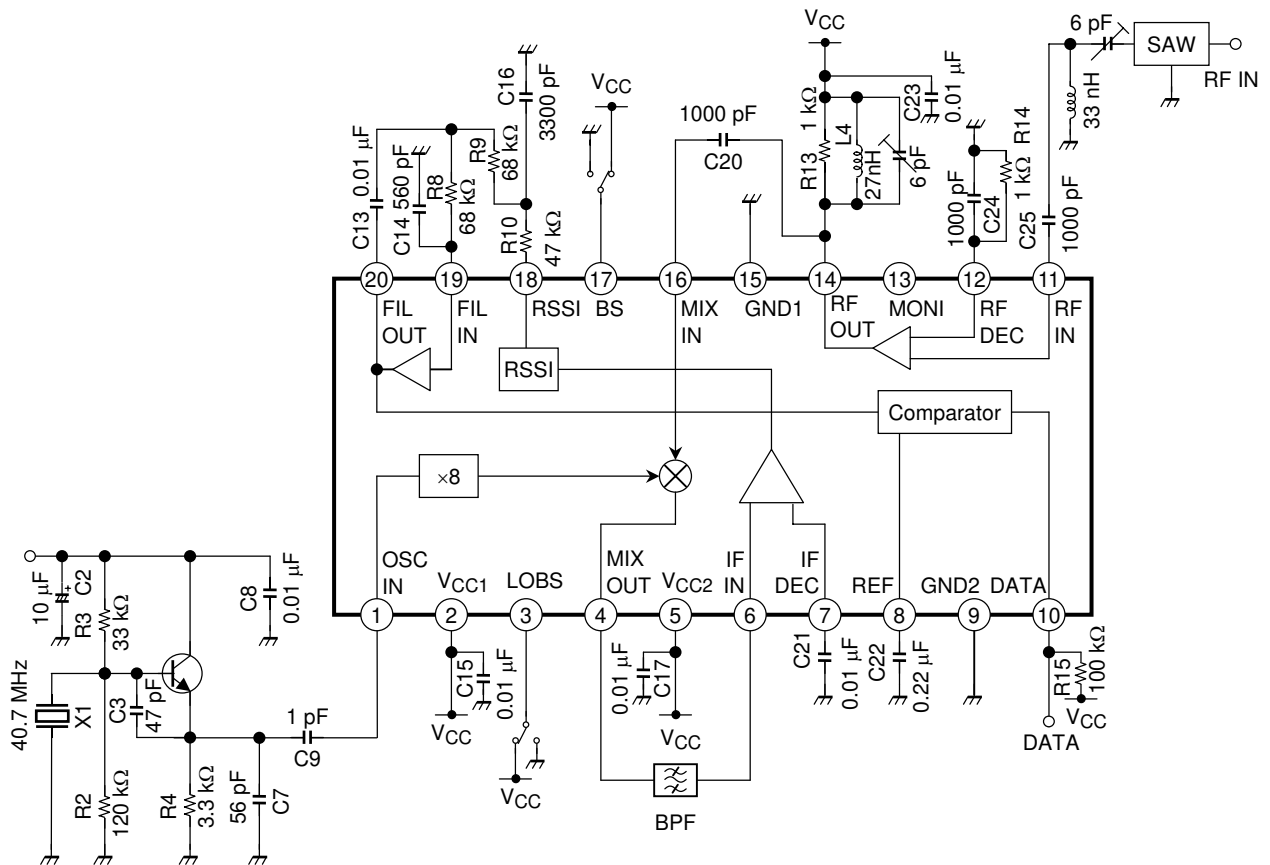 VCC
6 pF
SAW
RF IN
33 nH
C16
3300 pF
VCC
1000 pF
C20
1 kΩ
R13
L4
27nH
6 pF
C23
0.01 µF
R14
1 kΩ
1000 pF
C24
C25
1000 pF
C13
0.01 µF
C14
560 pF
R8
68 kΩ
R9
68 kΩ
R10
47 kΩ
20
19
18
17
16
15
14
13
12
11
FIL OUT
FIL IN
RSSI
BS
MIX IN
GND1
RF OUT
MONI
RF DEC
RF IN
RSSI
Comparator
×8
OSC IN
VCC1
LOBS
MIX OUT
VCC2
IF IN
IF DEC
REF
GND2
DATA
1
2
3
4
5
6
7
8
9
10
10 µF
C2
R3
33 kΩ
C8
0.01 µF
40.7 MHz
X1
C3
47 pF
1 pF
C9
R2
120 kΩ
R4
3.3 kΩ
56 pF
C7
C15
0.01 µF
VCC
VCC
0.01 µF
C17
VCC
BPF
C21
0.01 µF
C22
0.22 µF
R15
100 kΩ
VCC
DATA